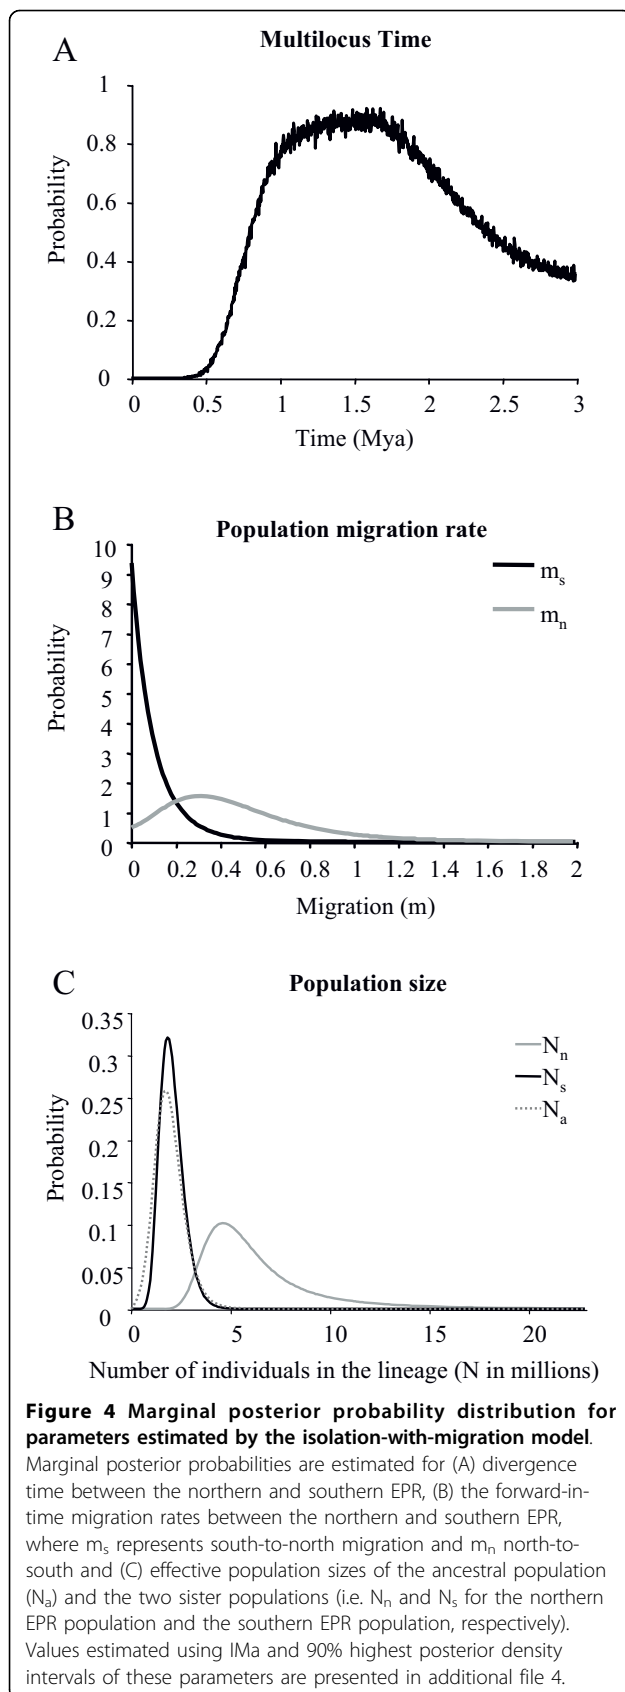 A
Multilocus Time
1
0.8
0.6
0.4
0.2
0
Probability
0 0.5 1 1.5 2 2.5 3
Time (Mya)
B
Population migration rate
10
9
8
7
6
5
4
3
2
1
0
Probability
ms
mn
0 0.2 0.4 0.6 0.8 1 1.2 1.4 1.6 1.8 2
Migration (m)
C
Population size
0.35
0.3
0.25
0.2
0.15
0.1
0.05
0
Probability
Nn
Ns
Na
0 5 10 15 20
Number of individuals in the lineage (N in millions)
Figure 4 Marginal posterior probability distribution for
parameters estimated by the isolation-with-migration model.
Marginal posterior probabilities are estimated for (A) divergence
time between the northern and southern EPR, (B) the forward-in-
time migration rates between the northern and southern EPR,
where ms represents south-to-north migration and mn north-to-
south and (C) effective population sizes of the ancestral population
(Na) and the two sister populations (i.e. Nn and Ns for the northern
EPR population and the southern EPR population, respectively).
Values estimated using IMa and 90% highest posterior density
intervals of these parameters are presented in additional file 4.